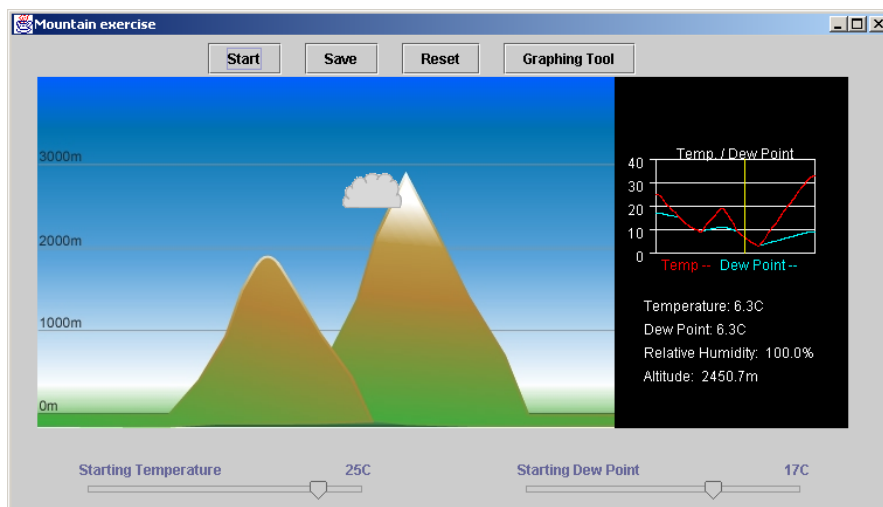 Mountain exercise
Start Save Reset Graphing Tool
3000m
2000m
1000m
0m
Temp. / Dew Point
40
30
20
10
0
Temp -- Dew Point --
Temperature: 6.3C
Dew Point: 6.3C
Relative Humidity: 100.0%
Altitude: 2450.7m
Starting Temperature 25C
Starting Dew Point 17C